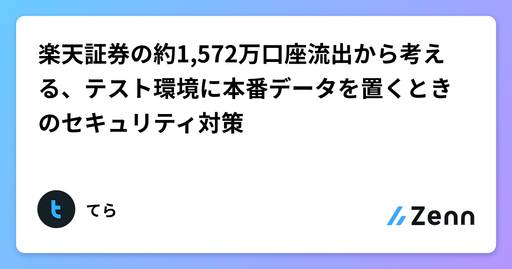 楽天証券の約1,572万口座流出から考え
る、テスト環境に本番データを置くとき
のセキュリティ対策
t
てら
Zenn